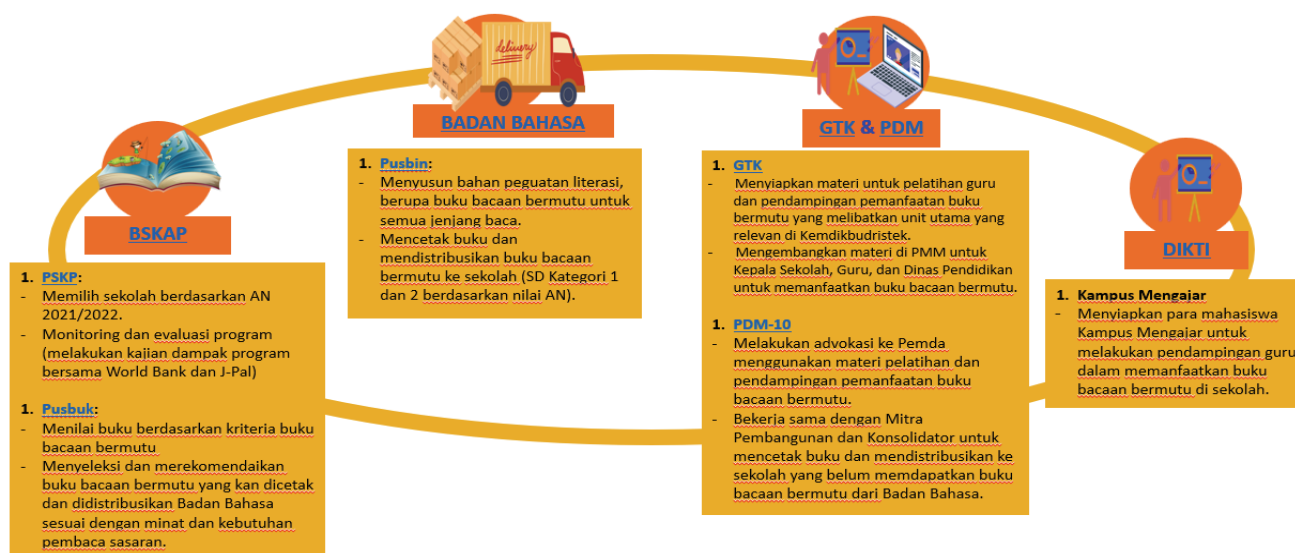 delivery
BSKAP
1. PSKP:
- Memilih sekolah berdasarkan AN
2021/2022.
- Monitoring dan evaluasi program
(melakukan kajian dampak program
bersama World Bank dan J-Pal)
1. Pusbuk:
- Menilai buku berdasarkan kriteria buku
bacaan bermutu
- Menyeleksi dan merekomendaikan
buku bacaan bermutu yang kan dicetak
dan didistribusikan Badan Bahasa
sesuai dengan minat dan kebutuhan
pembaca sasaran.
BADAN BAHASA
1. Pusbin:
- Menyusun bahan peguatan literasi,
berupa buku bacaan bermutu untuk
semua jenjang baca.
- Mencetak buku dan
mendistribusikan buku bacaan
bermutu ke sekolah (SD Kategori 1
dan 2 berdasarkan nilai AN).
GTK & PDM
1. GTK
- Menyiapkan materi untuk pelatihan guru
dan pendampingan pemanfaatan buku
bermutu yang melibatkan unit utama yang
relevan di Kemdikbudristek.
- Mengembangkan materi di PMM untuk
Kepala Sekolah, Guru, dan Dinas Pendidikan
untuk memanfaatkan buku bacaan bermutu.
1. PDM-10
- Melakukan advokasi ke Pemda
menggunakan materi pelatihan dan
pendampingan pemanfaatan buku
bacaan bermutu.
- Bekerja sama dengan Mitra
Pembangunan dan Konsolidator untuk
mencetak buku dan mendistribusikan ke
sekolah yang belum memdapatkan buku
bacaan bermutu dari Badan Bahasa.
DIKTI
1. Kampus Mengajar
- Menyiapkan para mahasiswa
Kampus Mengajar untuk
melakukan pendampingan guru
dalam memanfaatkan buku
bacaan bermutu di sekolah.